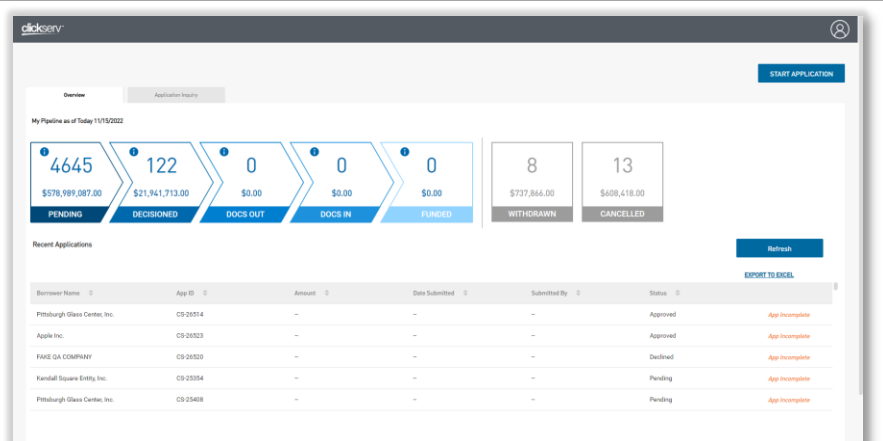 clickserv
START APPLICATION
Overview Application Inquiry
My Pipeline as of Today 11/15/2022
4645 122 0 0 0 8 13
$578,989,087.00 $21,941,713.00 $0.00 $0.00 $0.00 $737,866.00 $608,418.00
PENDING DECISIONED DOCS OUT DOCS IN FUNDED WITHDRAWN CANCELLED
Recent Applications
Refresh
EXPORT TO EXCEL
Borrower Name App ID Amount Date Submitted Submitted By Status
Pittsburgh Glass Center, Inc. CS-26514 – – – Approved App Incomplete
Apple Inc. CS-26523 – – – Approved App Incomplete
FAKE QA COMPANY CS-26520 – – – Declined App Incomplete
Kendall Square Entity, Inc. CS-25354 – – – Pending App Incomplete
Pittsburgh Glass Center, Inc. CS-25408 – – – Pending App Incomplete